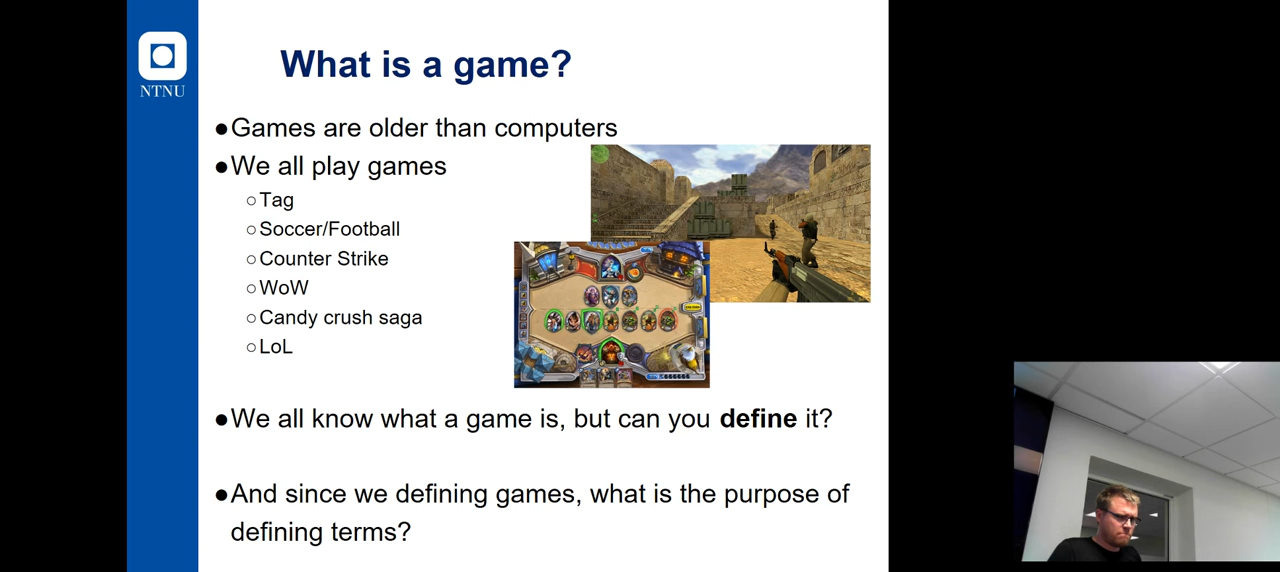 NTNU
What is a game?
●Games are older than computers
●We all play games
○Tag
○Soccer/Football
○Counter Strike
○WoW
○Candy crush saga
○LoL
●We all know what a game is, but can you define it?
●And since we defining games, what is the purpose of
defining terms?